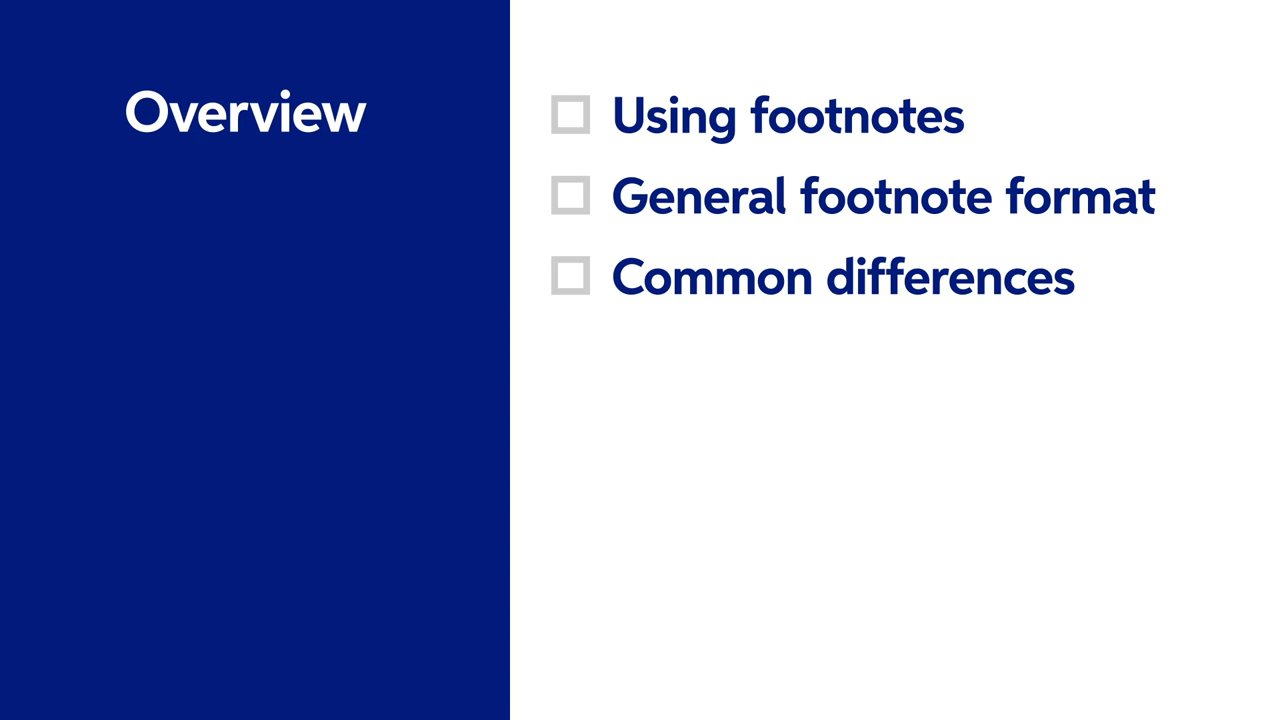 Overview
Using footnotes
General footnote format
Common differences